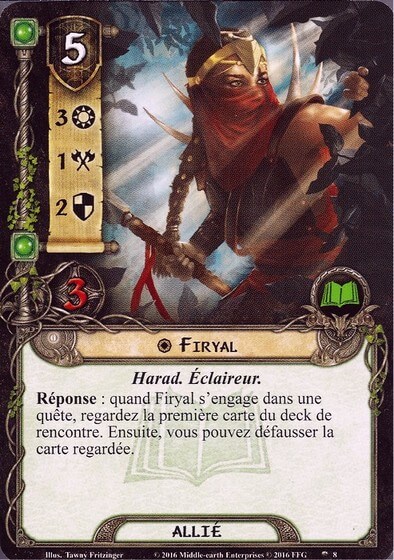 5
3
1
2
3
FIRYAL
Harad. Éclaireur.
Réponse : quand Firyal s'engage dans une
quête, regardez la première carte du deck de
rencontre. Ensuite, vous pouvez défausser la
carte regardée.
ALLIÉ
Illus. Tawny Fritzinger © 2016 Middle-earth Enterprises © 2016 FFG 8